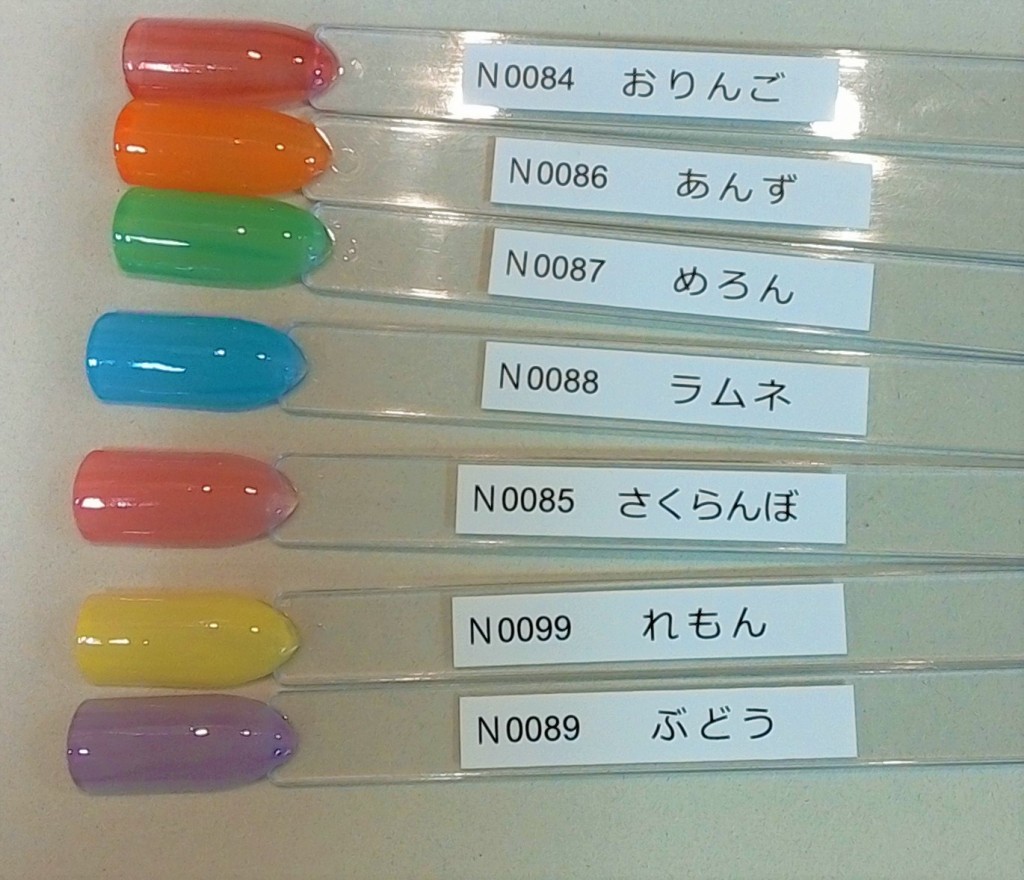 N0084 おりんご
N0086 あんず
N0087 めろん
N0088 ラムネ
N0085 さくらんぼ
N0099 れもん
N0089 ぶどう